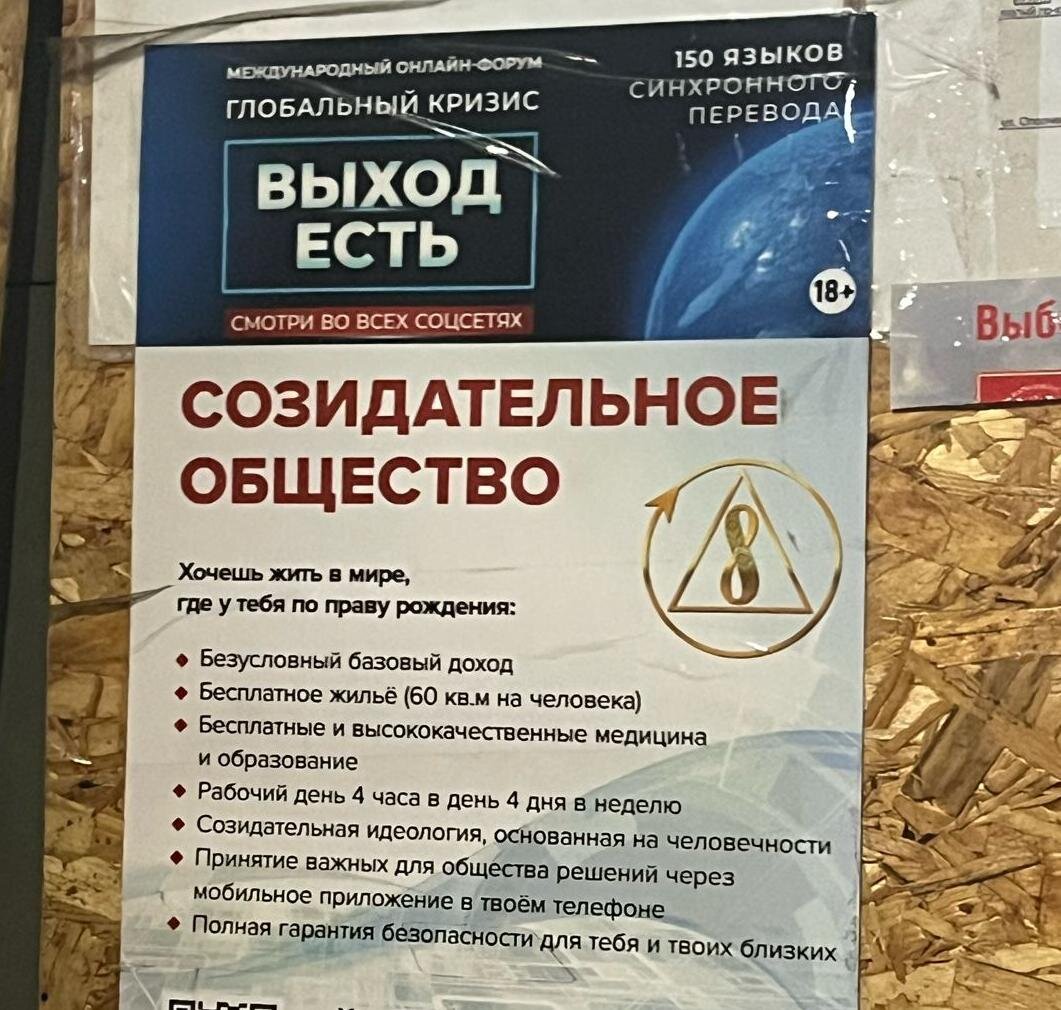 МЕЖДУНАРОДНЫЙ ОНЛАЙН-ФОРУМ
ГЛОБАЛЬНЫЙ КРИЗИС
ВЫХОД
ЕСТЬ
СМОТРИ ВО ВСЕХ СОЦСЕТЯХ
150 ЯЗЫКОВ
СИНХРОННОГО
ПЕРЕВОДА
18+
СОЗИДАТЕЛЬНОЕ
ОБЩЕСТВО
8
Хочешь жить в мире,
где у тебя по праву рождения:
Безусловный базовый доход
Бесплатное жильё (60 кв.м на человека)
Бесплатные и высококачественные медицина
и образование
Рабочий день 4 часа в день 4 дня в неделю
Созидательная идеология, основанная на человечности
Принятие важных для общества решений через
мобильное приложение в твоём телефоне
Полная гарантия безопасности для тебя и твоих близких
Выб